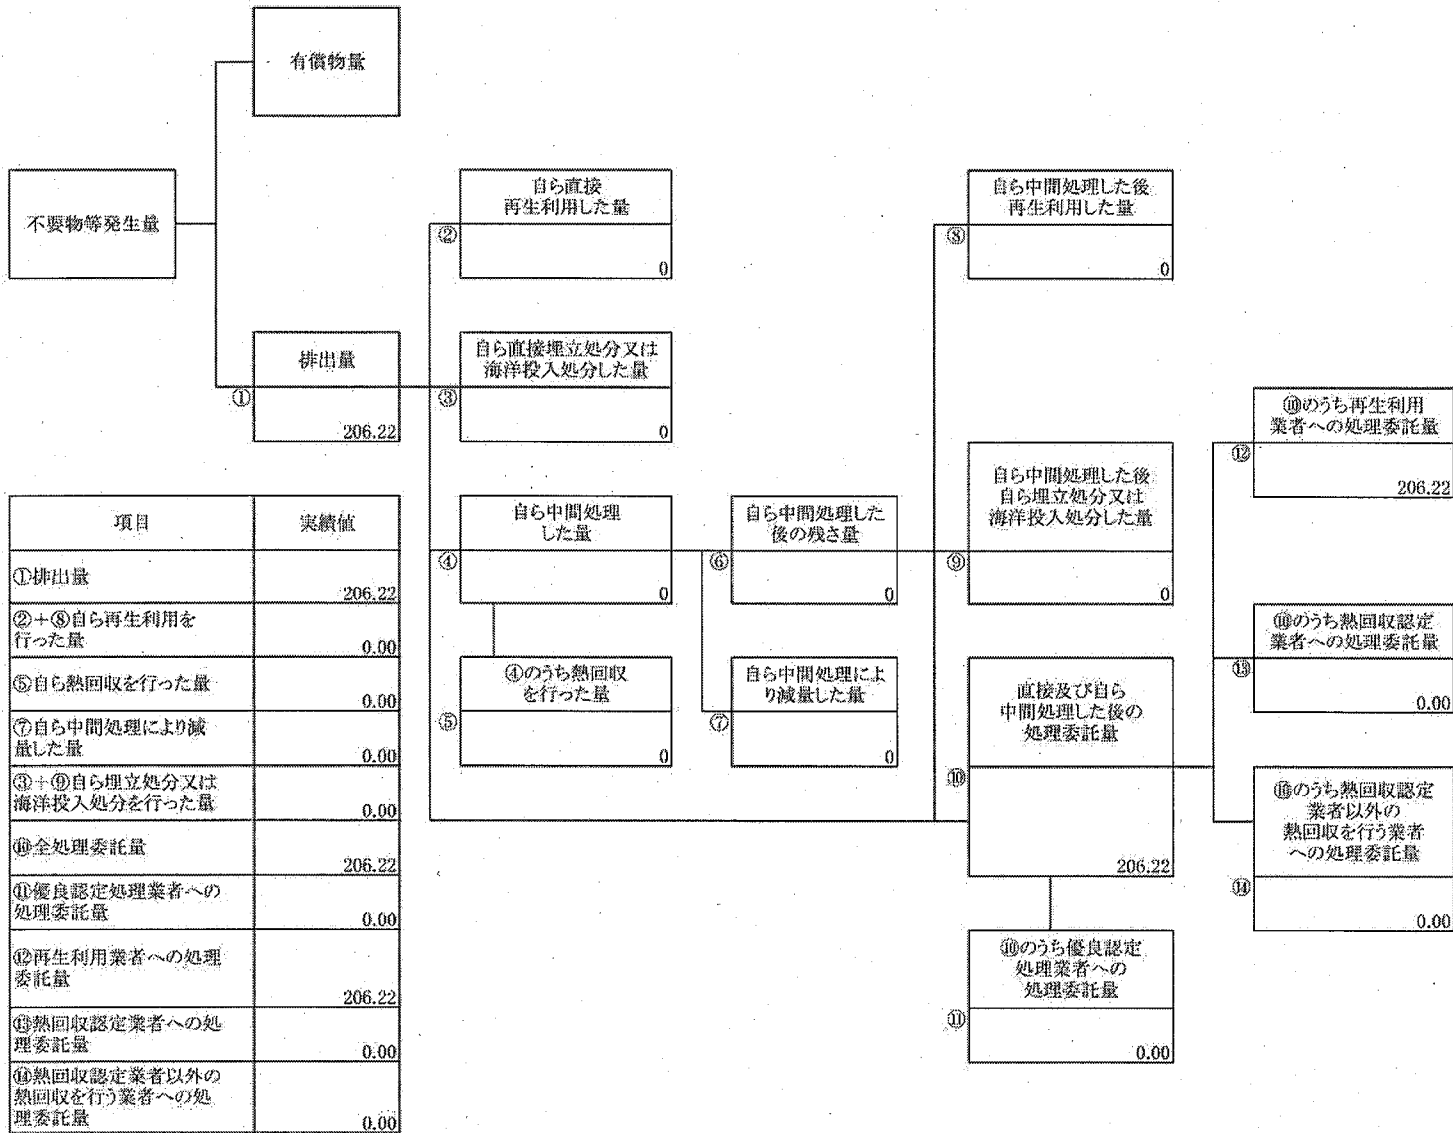 有償物量
不要物等発生量
排出量
①
206.22
自ら直接
再生利用した量
②
0
自ら直接埋立処分又は
海洋投入処分した量
③
0
自ら中間処理
した量
④
0
④のうち熱回収
を行った量
⑤
0
自ら中間処理した
後の残さ量
⑥
0
自ら中間処理によ
り減量した量
⑦
0
自ら中間処理した後
再生利用した量
⑧
0
自ら中間処理した後
自ら埋立処分又は
海洋投入処分した量
⑨
0
直接及び自ら
中間処理した後の
処理委託量
⑩
206.22
⑩のうち優良認定
処理業者への
処理委託量
⑪
0.00
⑩のうち再生利用
業者への処理委託量
⑫
206.22
⑩のうち熱回収認定
業者への処理委託量
⑬
0.00
⑩のうち熱回収認定
業者以外の
熱回収を行う業者
への処理委託量
⑭
0.00
項目 実績値
①排出量
206.22
②+⑧自ら再生利用を
行った量
0.00
⑤自ら熱回収を行った量
0.00
⑦自ら中間処理により減
量した量
0.00
③+⑨自ら埋立処分又は
海洋投入処分を行った量
0.00
⑩全処理委託量
206.22
⑪優良認定処理業者への
処理委託量
0.00
⑫再生利用業者への処理
委託量
206.22
⑬熱回収認定業者への処
理委託量
0.00
⑭熱回収認定業者以外の
熱回収を行う業者への処
理委託量
0.00